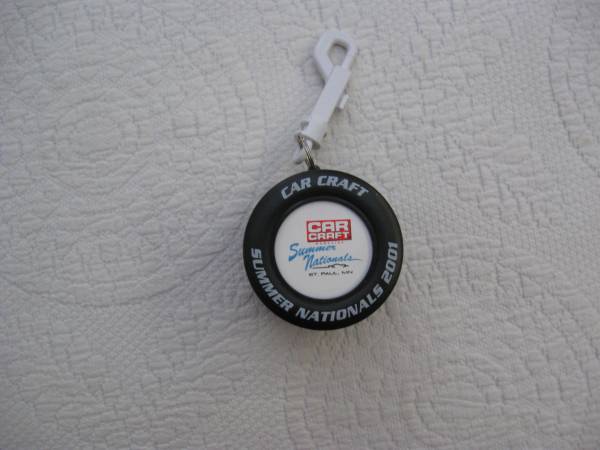 CAR CRAFT
CAR
CRAFT
Summer
Nationals
ST. PAUL, MN
SUMMER NATIONALS 2001